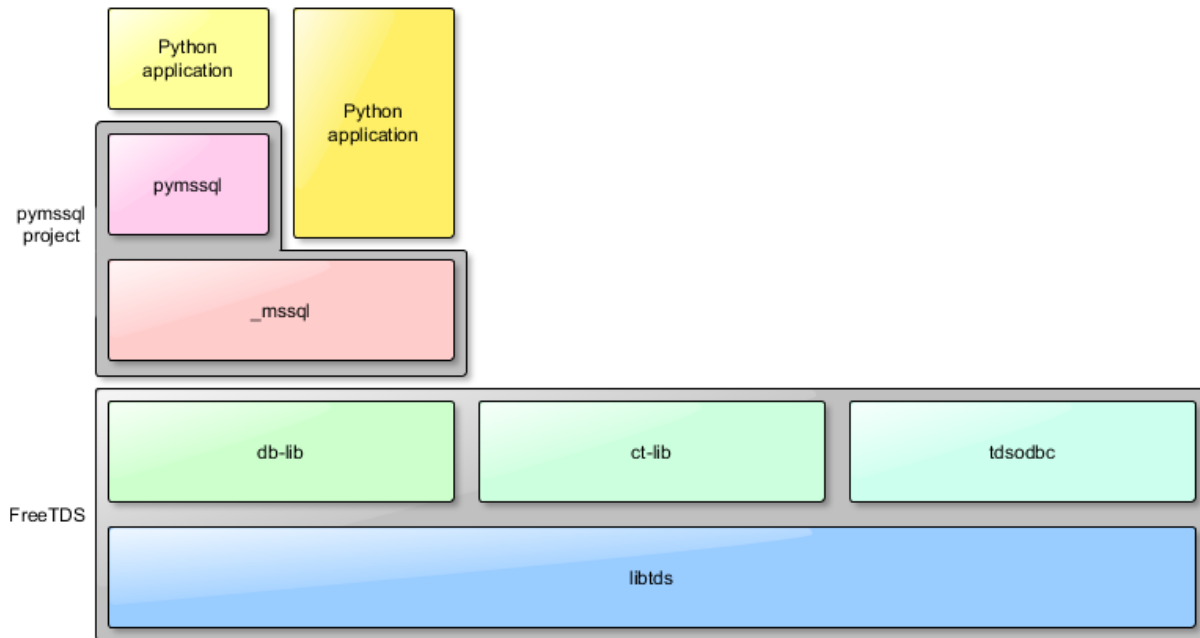 Python
application
Python
application
pymssql
pymssql
project
_mssql
db-lib
ct-lib
tdsodbc
FreeTDS
libtds